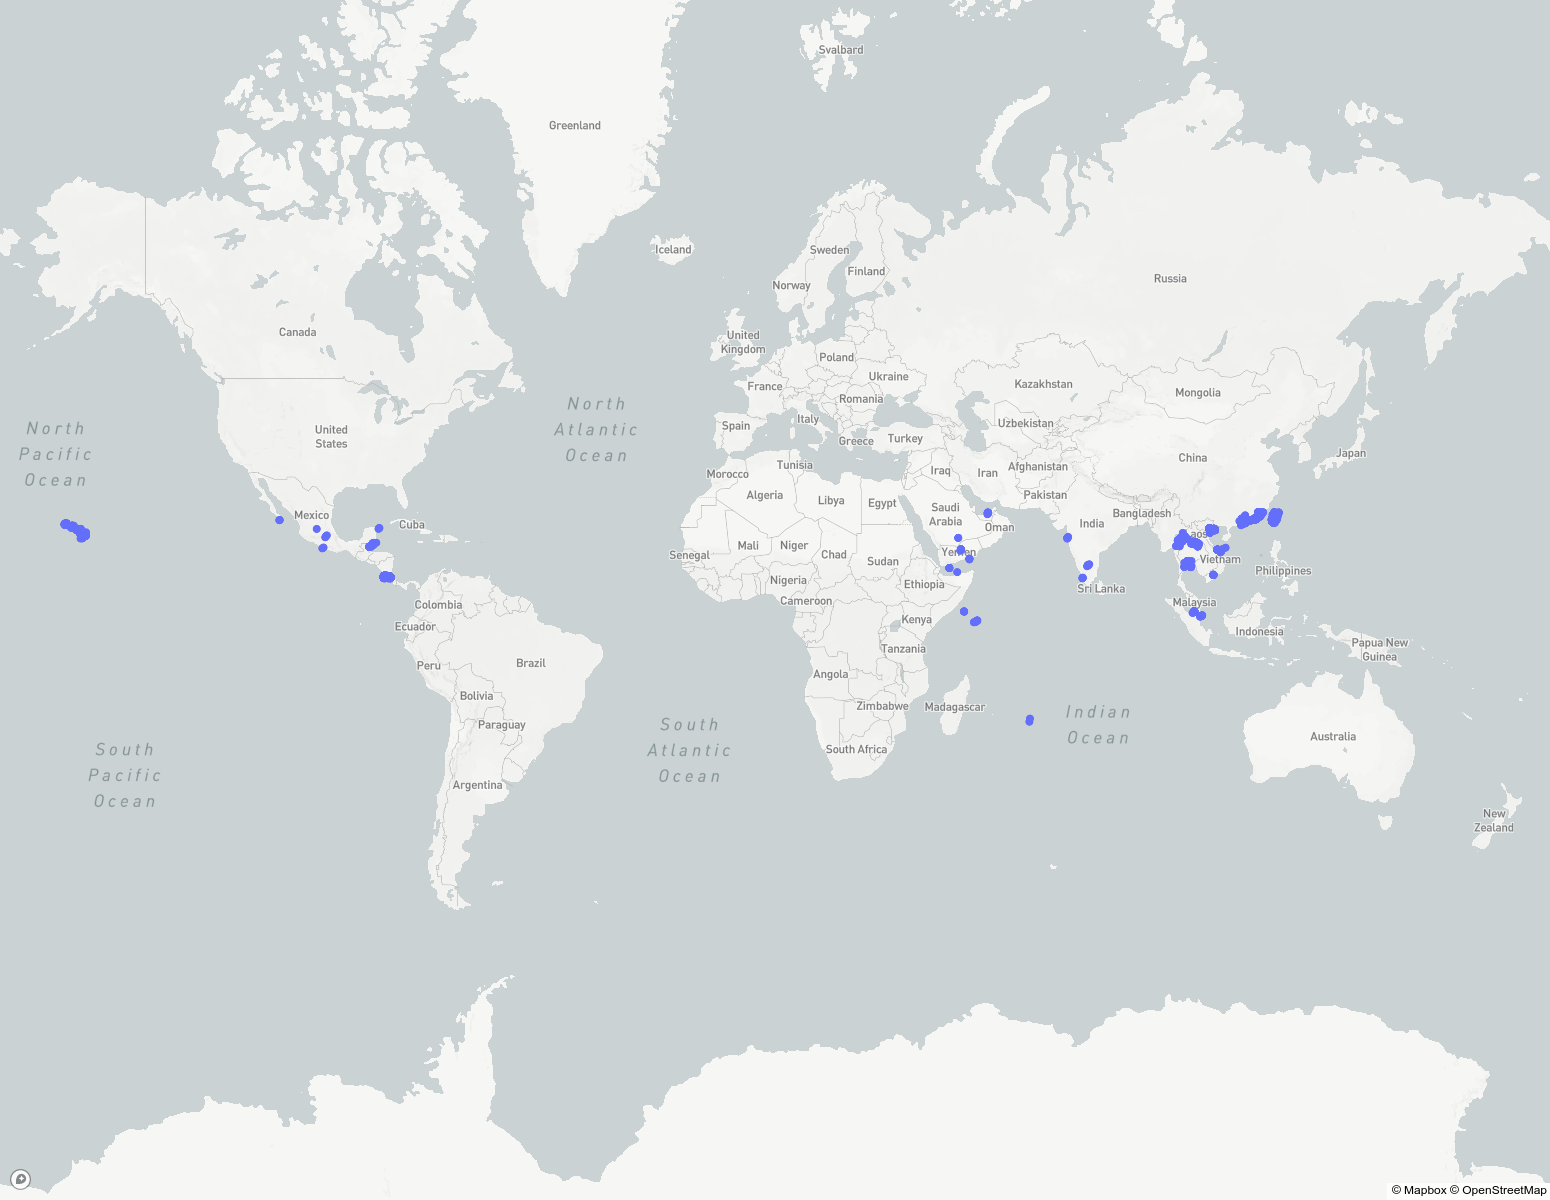 Svalbard
Greenland
Iceland
Sweden
Finland
Norway
Russia
Canada
United
Kingdom
Poland
Ukraine
France
Romania
Kazakhstan
Mongolia
Italy
Uzbekistan
Spain
Greece
Turkey
North
Pacific
Ocean
United
States
North
Atlantic
Ocean
Japan
China
Morocco
Tunisia
Iraq
Iran
Afghanistan
Algeria
Libya
Egypt
Pakistan
Saudi
Arabia
Bangladesh
Mexico
Cuba
India
Oman
Laos
Mali
Niger
Chad
Yemen
Senegal
Sudan
Vietnam
Philippines
Nigeria
Ethiopia
Sri Lanka
Cameroon
Colombia
Malaysia
Ecuador
Kenya
Indonesia
Tanzania
Papua New
Guinea
Peru
Brazil
Angola
Bolivia
Zimbabwe
Madagascar
Indian
Ocean
Paraguay
South
Atlantic
Ocean
South Africa
Australia
South
Pacific
Ocean
Argentina
New
Zealand
© Mapbox © OpenStreetMap